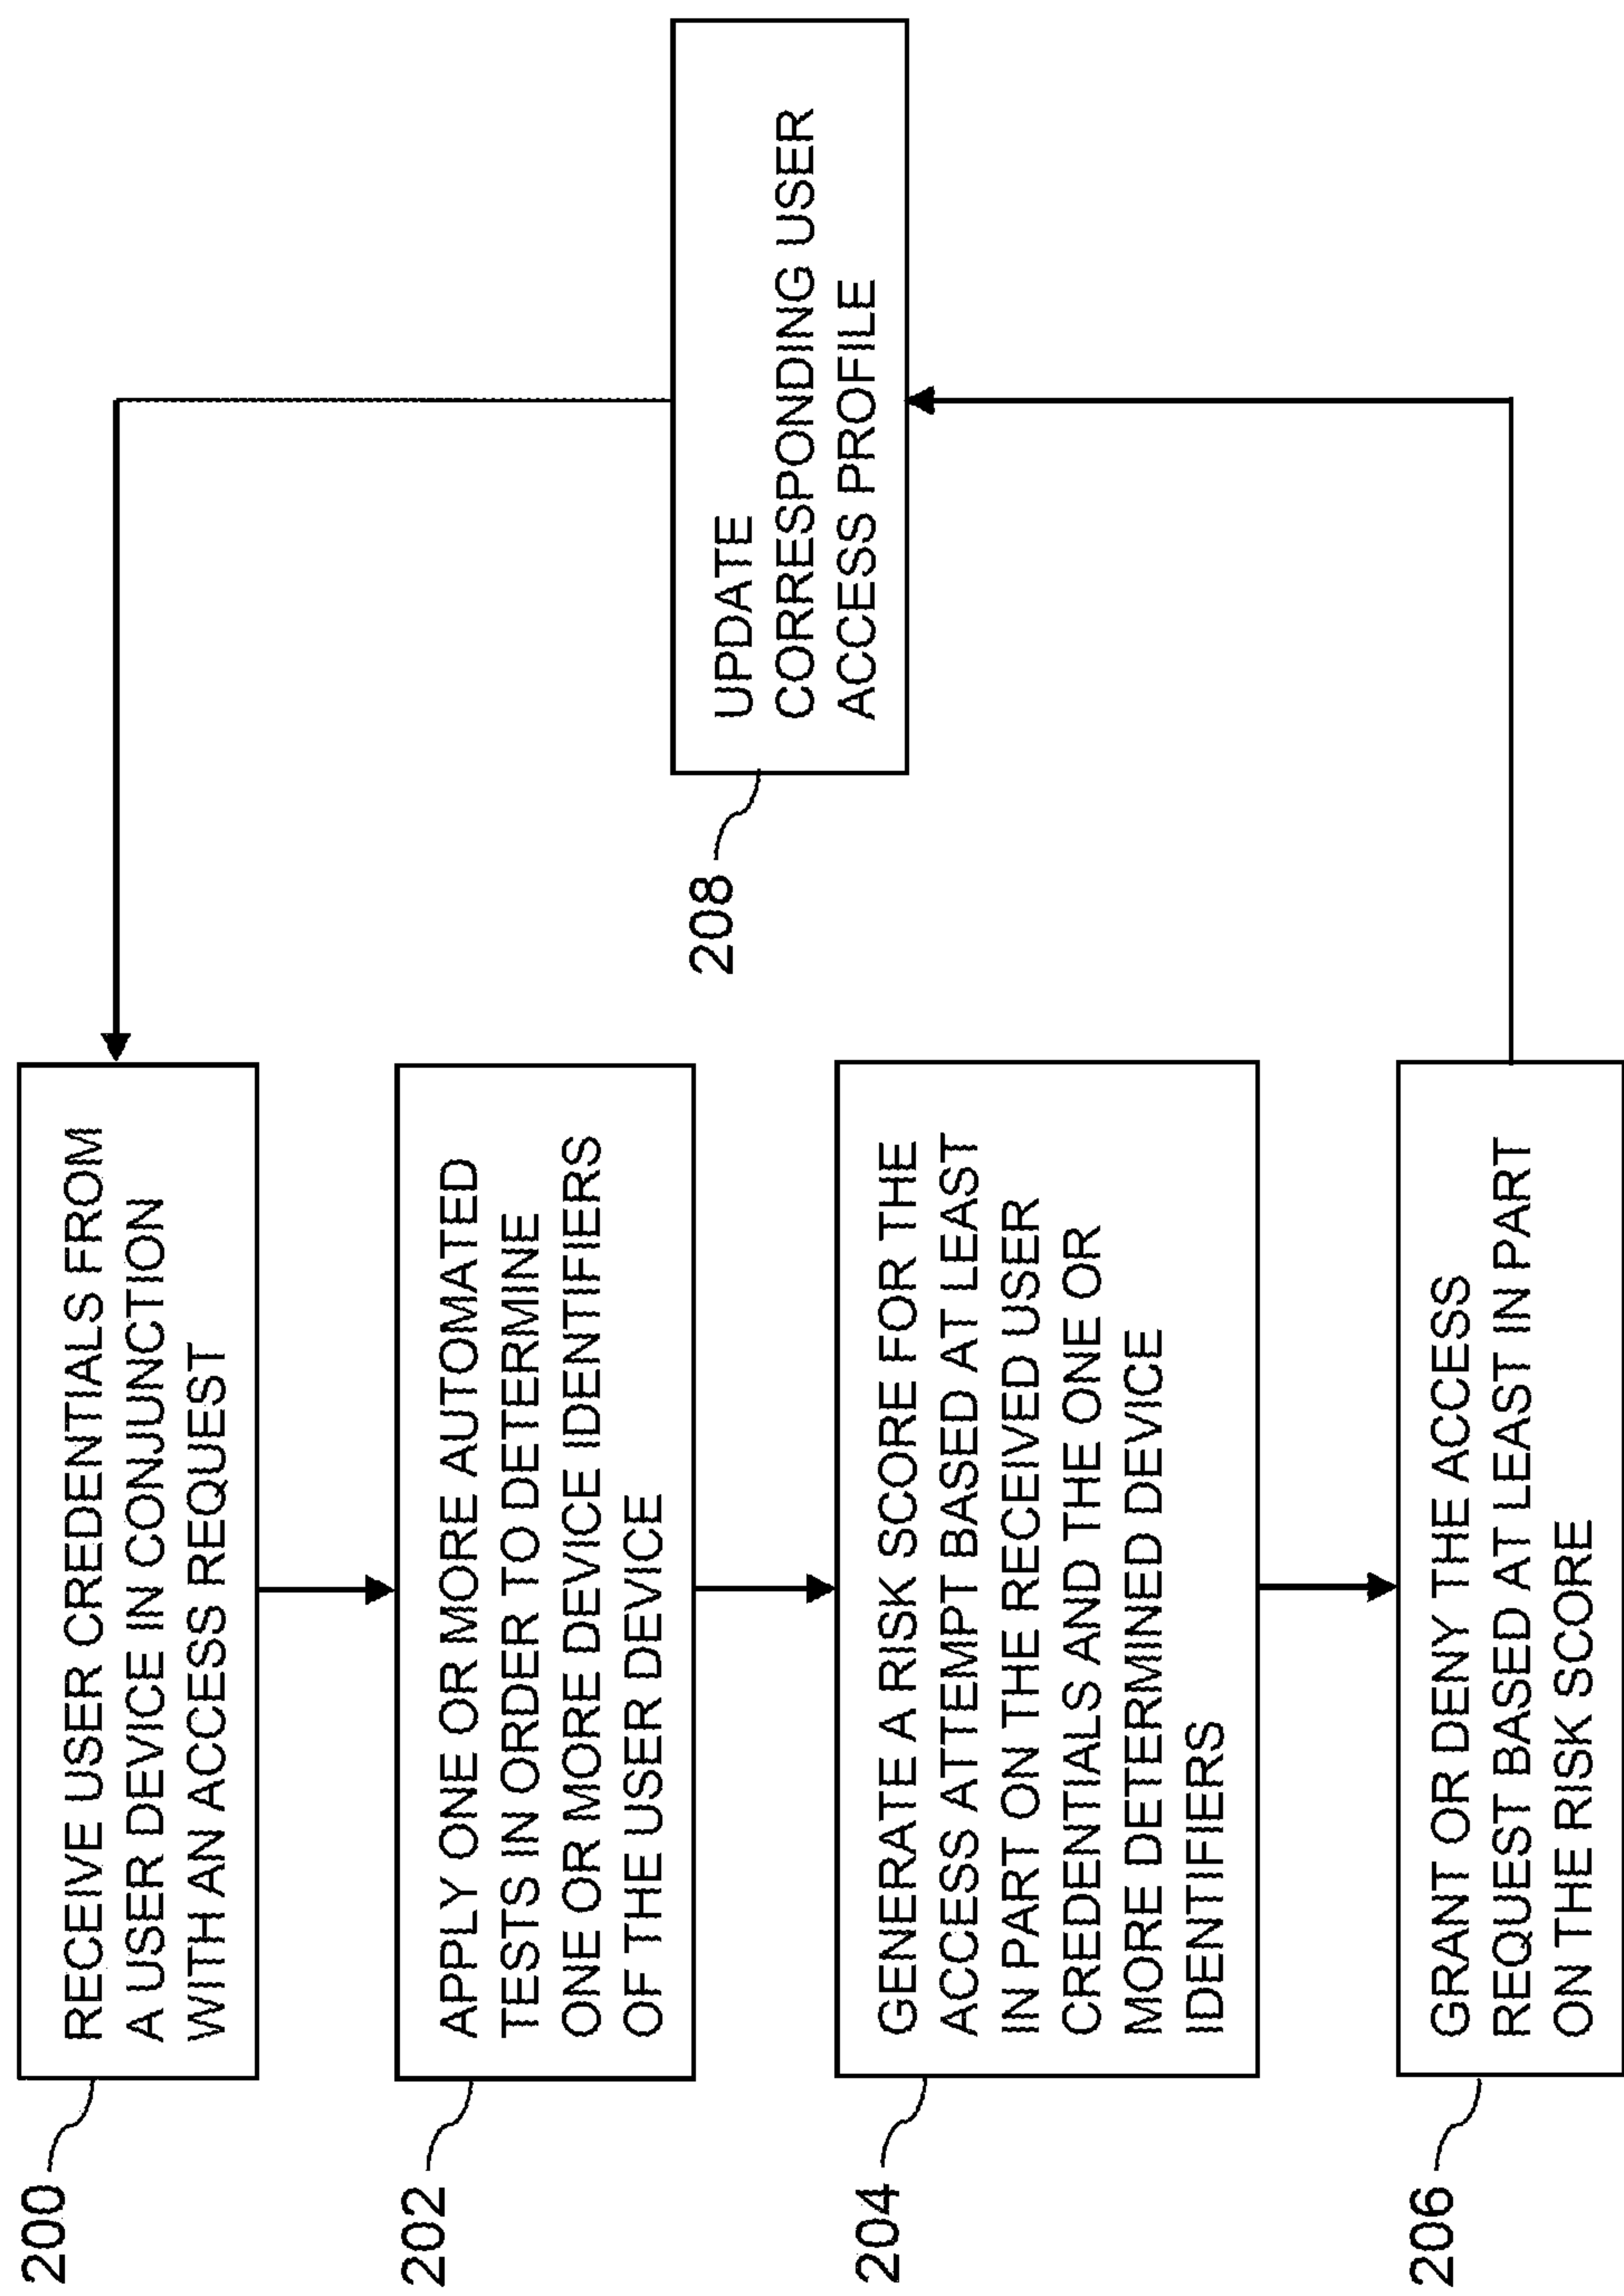 200
RECEIVE USER CREDENTIALS FROM
A USER DEVICE IN CONJUNCTION
WITH AN ACCESS REQUEST
202
APPLY ONE OR MORE AUTOMATED
TESTS IN ORDER TO DETERMINE
ONE OR MORE DEVICE IDENTIFIERS
OF THE USER DEVICE
204
GENERATE A RISK SCORE FOR THE
ACCESS ATTEMPT BASED AT LEAST
IN PART ON THE RECEIVED USER
CREDENTIALS AND THE ONE OR
MORE DETERMINED DEVICE
IDENTIFIERS
206
GRANT OR DENY THE ACCESS
REQUEST BASED AT LEAST IN PART
ON THE RISK SCORE
208
UPDATE
CORRESPONDING USER
ACCESS PROFILE